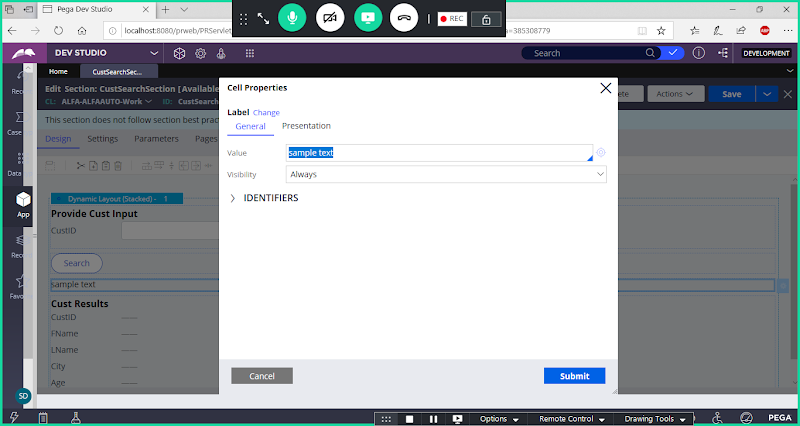 Pega Dev Studio
localhost:8080/prweb/PRServlet
=385308779
REC
ABP
DEV STUDIO
Search
DEVELOPMENT
Home
CustSearchSec...
Edit Section: CustSearchSection [Available
CL: ALFA-ALFAAUTO-Work
ID: CustSearch
lete
Actions
Save
This section does not follow section best prac
Design
Settings
Parameters
Pages
Reco
Case
Data
App
Reco
Favo
SD
Dynamic Layout (Stacked) - 1
Provide Cust Input
CustID
Search
sample text
Cust Results
CustID
FName
LName
City
Age
Cell Properties
Label Change
General
Presentation
Value
sample text
Visibility
Always
IDENTIFIERS
Cancel
Submit
Options
Remote Control
Drawing Tools
PEGA